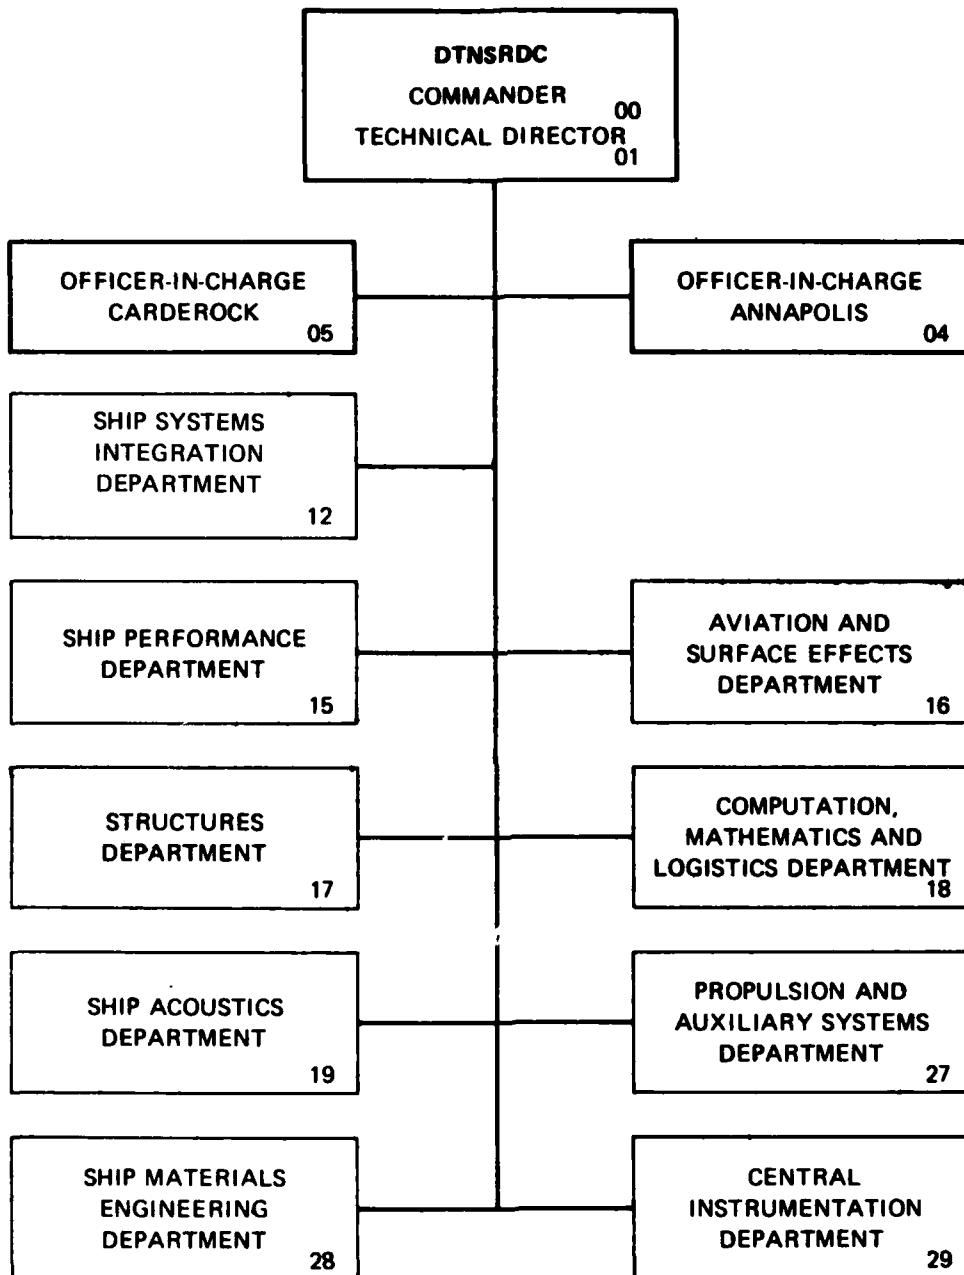 DTNSRDC
COMMANDER
00
TECHNICAL DIRECTOR
01
OFFICER-IN-CHARGE
CARDEROCK
05
OFFICER-IN-CHARGE
ANNAPOLIS
04
SHIP SYSTEMS
INTEGRATION
DEPARTMENT
12
SHIP PERFORMANCE
DEPARTMENT
15
AVIATION AND
SURFACE EFFECTS
DEPARTMENT
16
STRUCTURES
DEPARTMENT
17
COMPUTATION,
MATHEMATICS AND
LOGISTICS DEPARTMENT
18
SHIP ACOUSTICS
DEPARTMENT
19
PROPULSION AND
AUXILIARY SYSTEMS
DEPARTMENT
27
SHIP MATERIALS
ENGINEERING
DEPARTMENT
28
CENTRAL
INSTRUMENTATION
DEPARTMENT
29